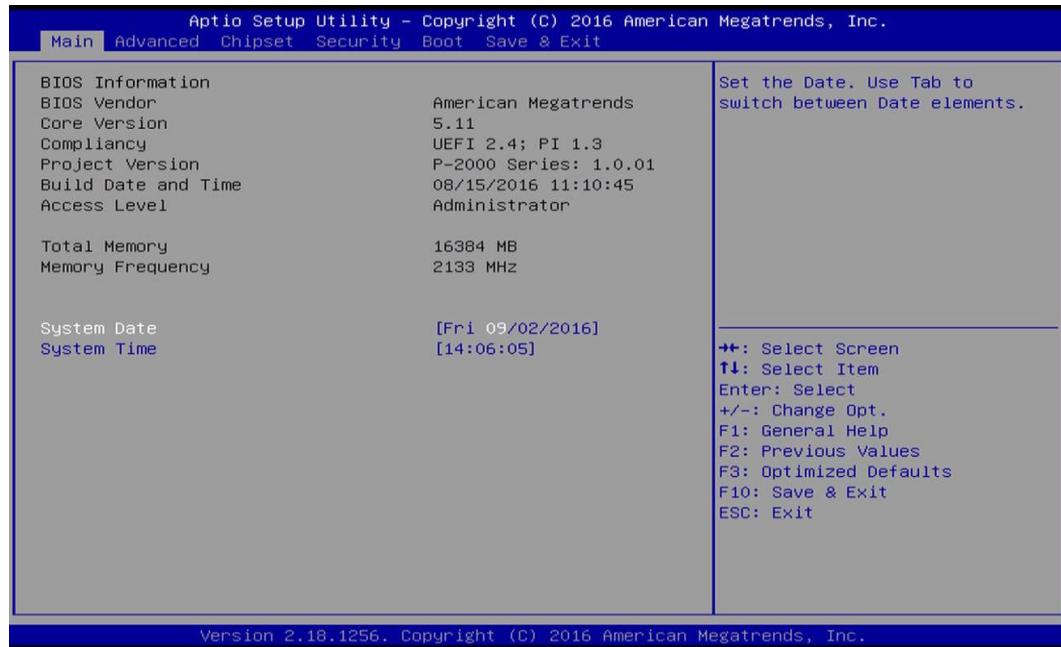 Aptio Setup Utility – Copyright (C) 2016 American Megatrends, Inc.
Main Advanced Chipset Security Boot Save & Exit
BIOS Information
BIOS Vendor American Megatrends
Core Version 5.11
Compliancy UEFI 2.4; PI 1.3
Project Version P-2000 Series: 1.0.01
Build Date and Time 08/15/2016 11:10:45
Access Level Administrator
Total Memory 16384 MB
Memory Frequency 2133 MHz
System Date [Fri 09/02/2016]
System Time [14:06:05]
Set the Date. Use Tab to
switch between Date elements.
→←: Select Screen
↑↓: Select Item
Enter: Select
+/-: Change Opt.
F1: General Help
F2: Previous Values
F3: Optimized Defaults
F10: Save & Exit
ESC: Exit
Version 2.18.1256. Copyright (C) 2016 American Megatrends, Inc.